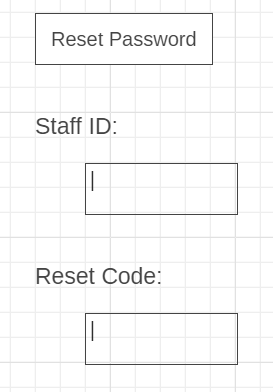 Reset Password
Staff ID:
|
Reset Code:
|